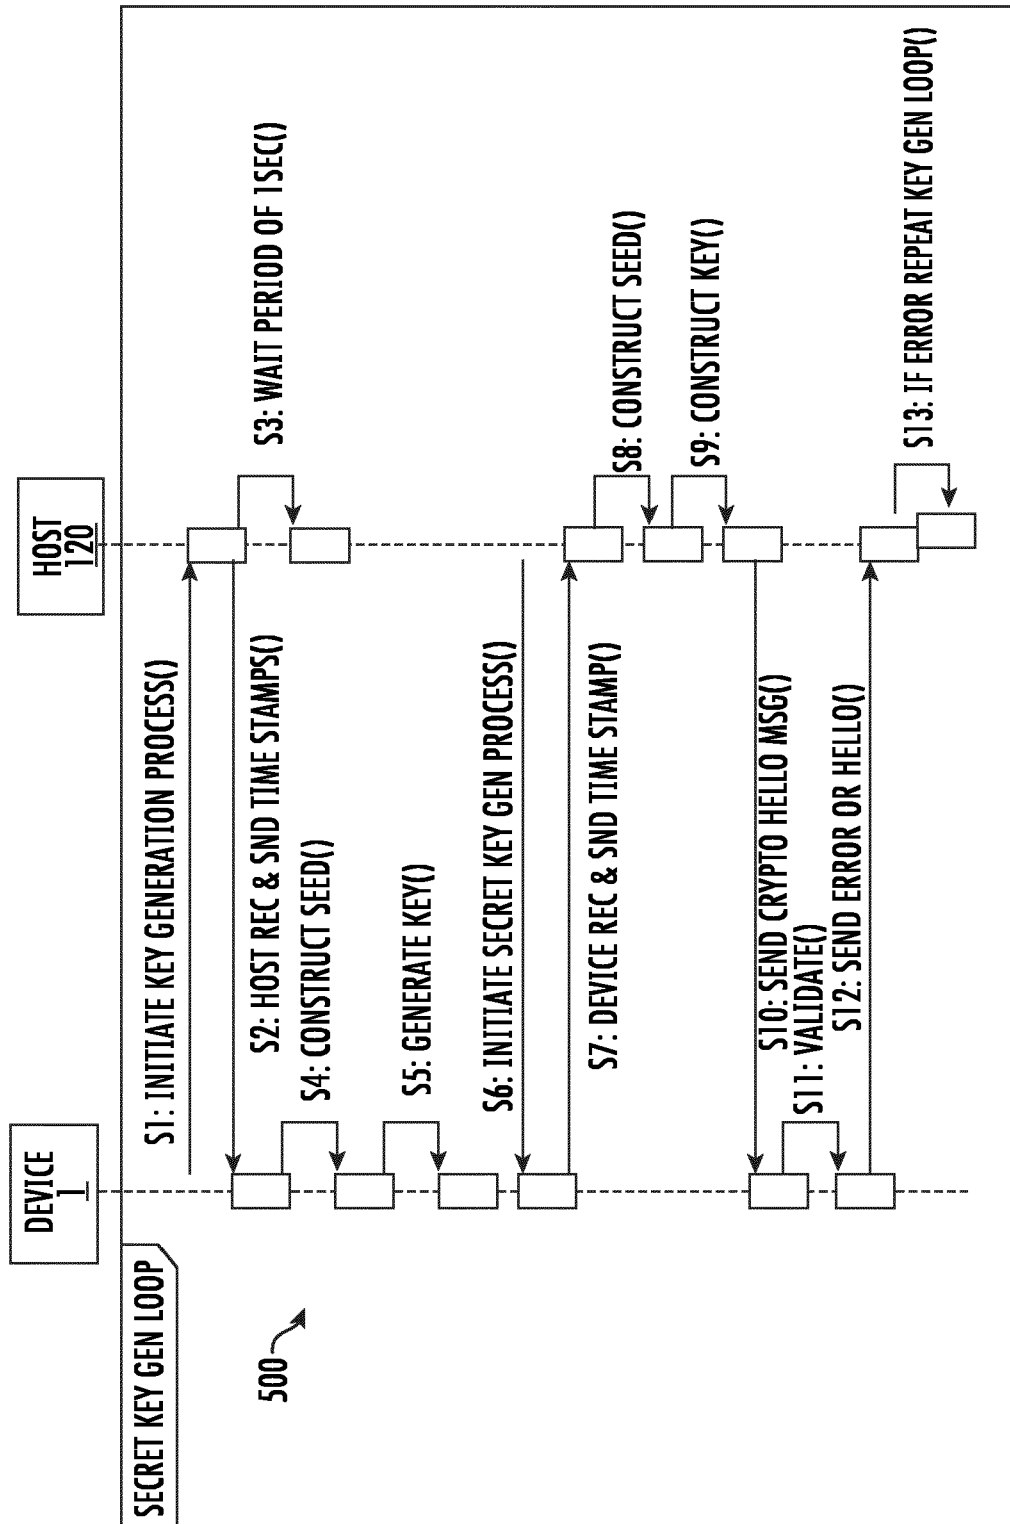 SECRET KEY GEN LOOP
DEVICE
1
HOST
120
500
S1: INITIATE KEY GENERATION PROCESS()
S2: HOST REC & SND TIME STAMPS()
S3: WAIT PERIOD OF 1SEC()
S4: CONSTRUCT SEED()
S5: GENERATE KEY()
S6: INITIATE SECRET KEY GEN PROCESS()
S7: DEVICE REC & SND TIME STAMP()
S8: CONSTRUCT SEED()
S9: CONSTRUCT KEY()
S10: SEND CRYPTO HELLO MSG()
S11: VALIDATE()
S12: SEND ERROR OR HELLO()
S13: IF ERROR REPEAT KEY GEN LOOP()